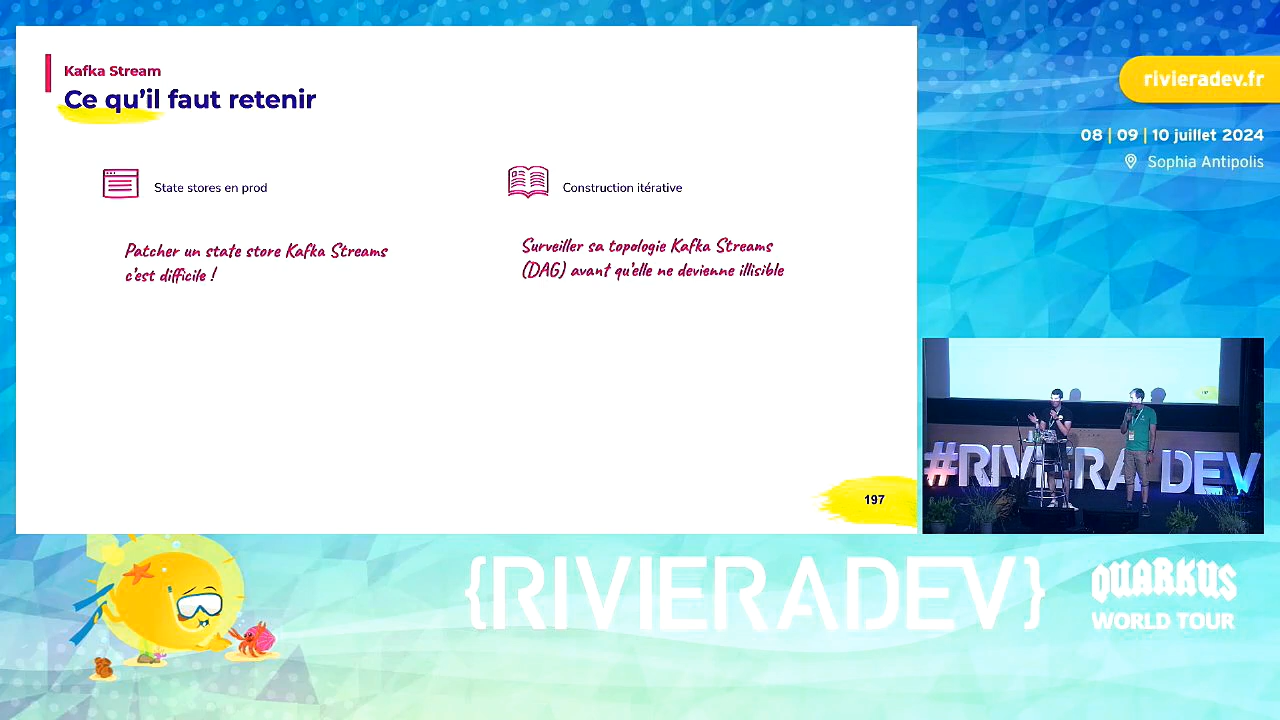 Kafka Stream
Ce qu'il faut retenir
State stores en prod
Patcher un state store Kafka Streams
c'est difficile !
Construction itérative
Surveiller sa topologie Kafka Streams
(DAG) avant qu'elle ne devienne illisible
197
rivieradev.fr
08 | 09 | 10 juillet 2024
Sophia Antipolis
#RIVIERA DEV
{RIVIERADEV}
QUARKUS
WORLD TOUR